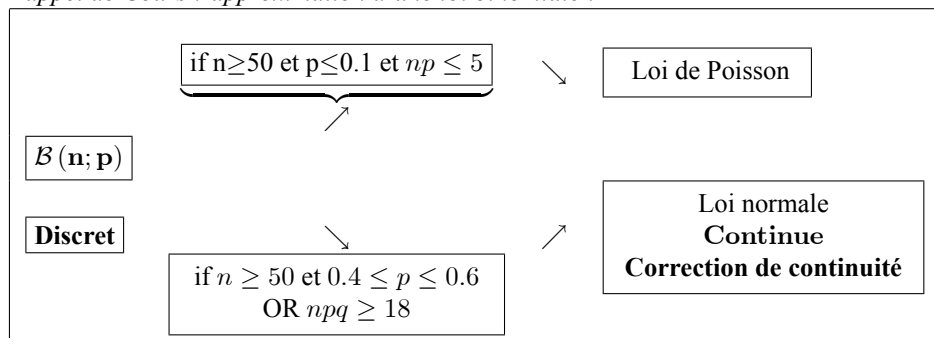 if n≥50 et p≤0.1 et np ≤ 5
↘
Loi de Poisson
↗
B (n; p)
Discret
↘
↗
Loi normale
Continue
Correction de continuité
if n ≥ 50 et 0.4 ≤ p ≤ 0.6
OR npq ≥ 18